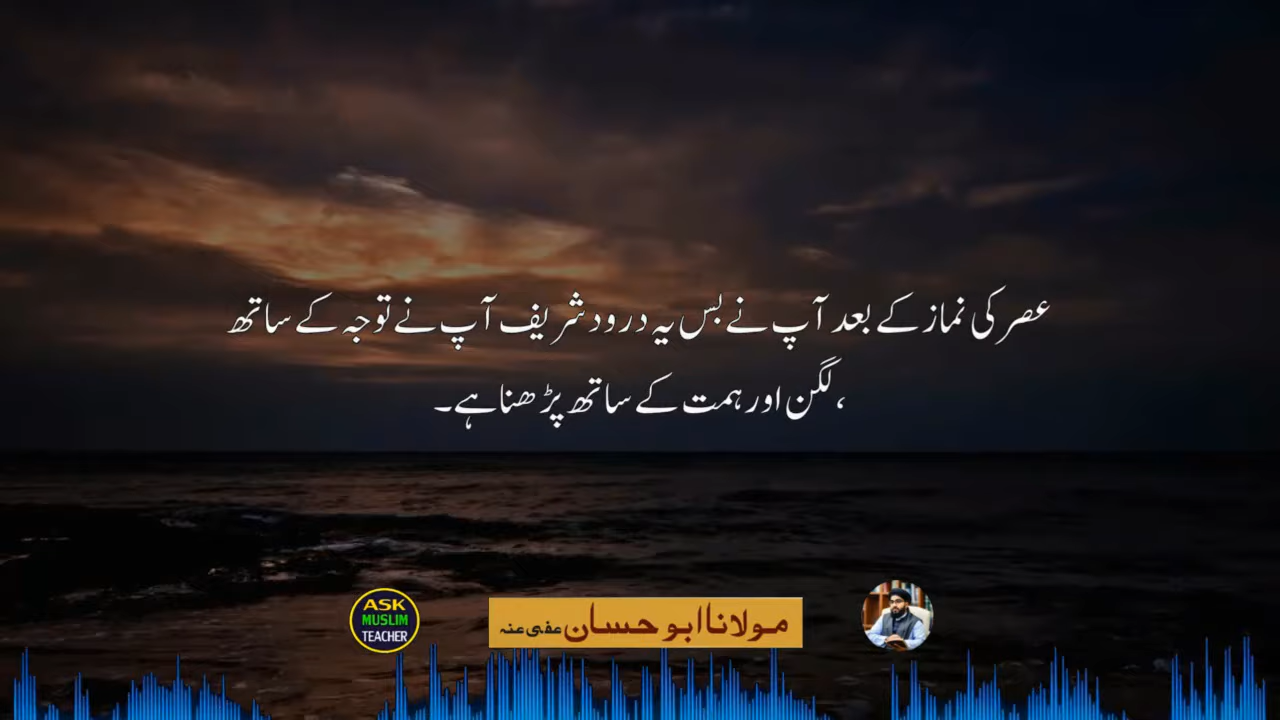 عصر کی نماز کے بعد آپ نے بس یہ درود شریف آپ نے توجہ کے ساتھ
، لگن اور ہمت کے ساتھ پڑھنا ہے۔
ASK
MUSLIM
TEACHER
مولانا ابو حسان عفی عنہ